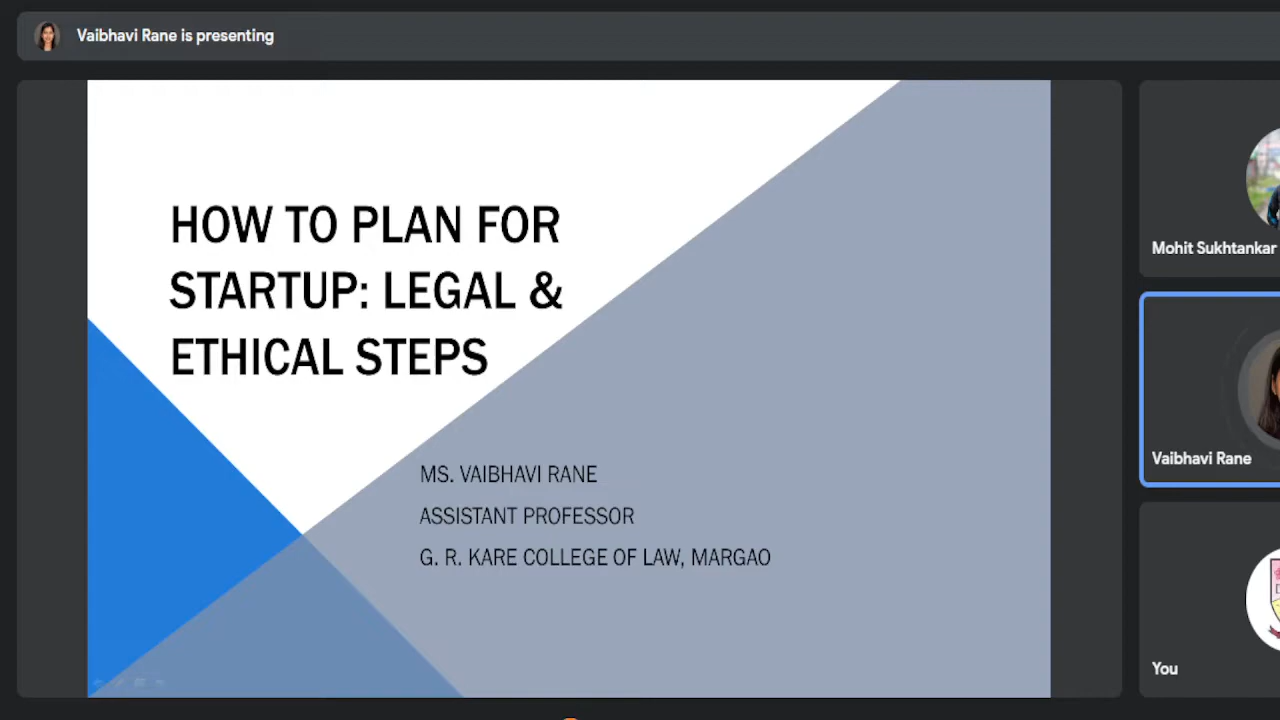 Vaibhavi Rane is presenting
HOW TO PLAN FOR
STARTUP: LEGAL &
ETHICAL STEPS
MS. VAIBHAVI RANE
ASSISTANT PROFESSOR
G. R. KARE COLLEGE OF LAW, MARGAO
Mohit Sukhtankar
Vaibhavi Rane
You